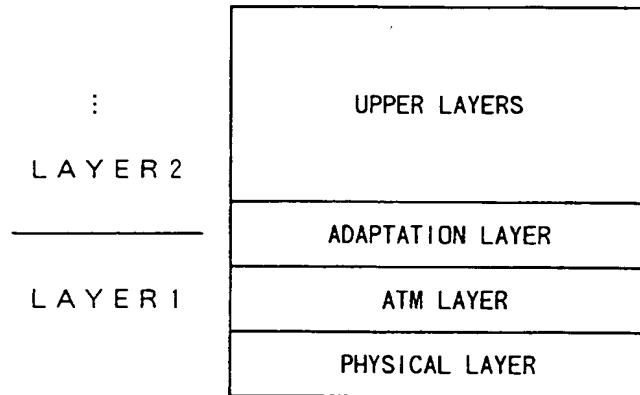 ⋮
UPPER LAYERS
LAYER2
ADAPTATION LAYER
LAYER1
ATM LAYER
PHYSICAL LAYER